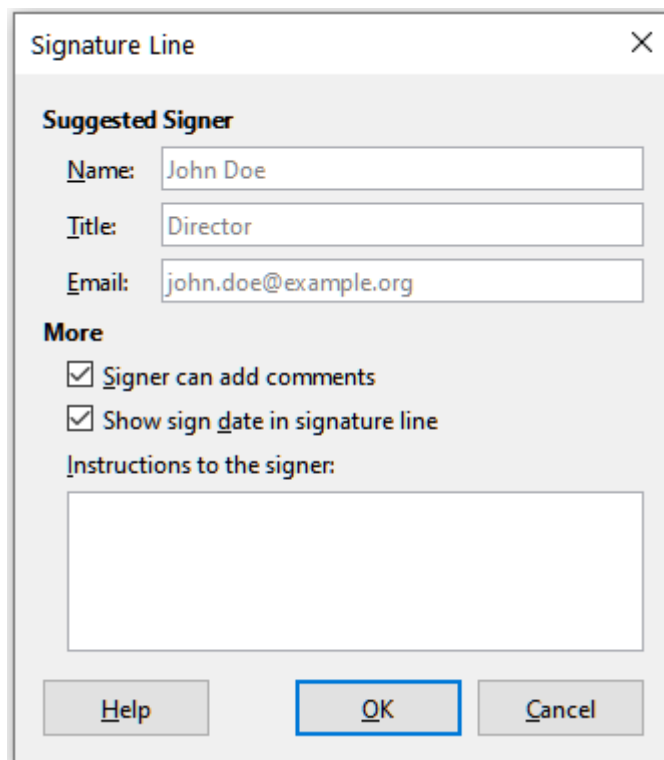 Signature Line
Suggested Signer
Name: John Doe
Title: Director
Email: john.doe@example.org
More
Signer can add comments
Show sign date in signature line
Instructions to the signer:
Help OK Cancel